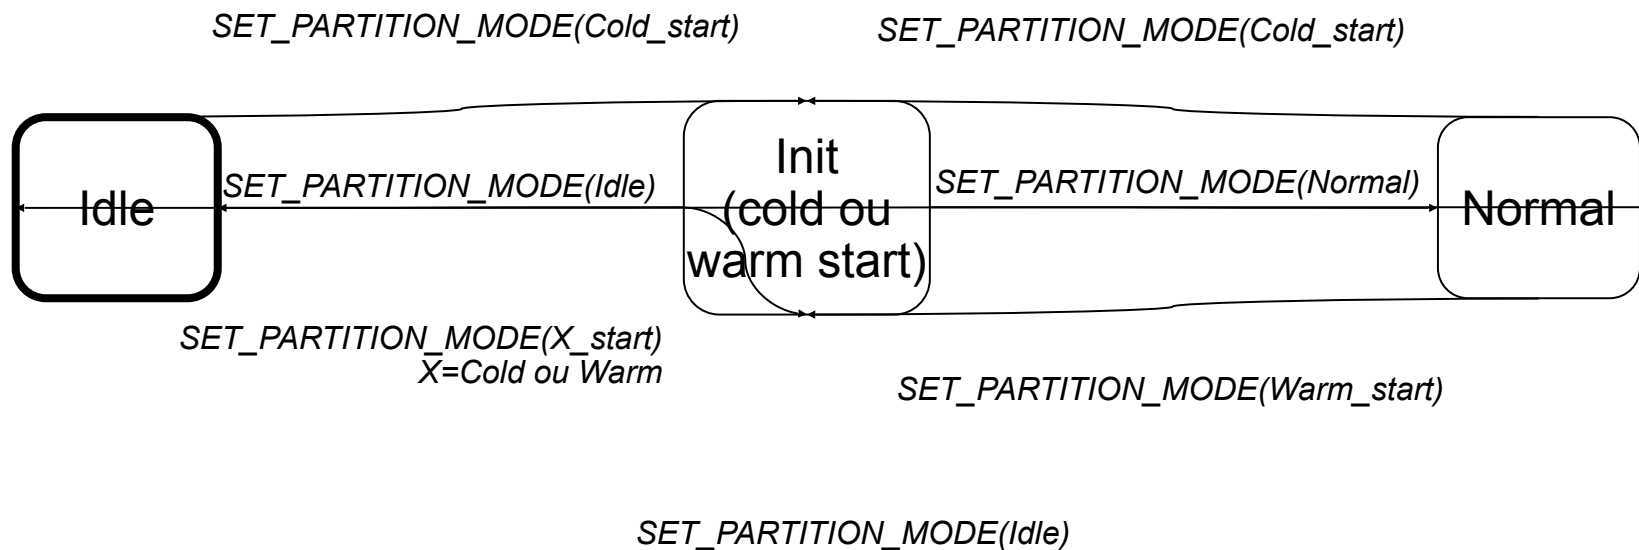 SET_PARTITION_MODE(Cold_start)
SET_PARTITION_MODE(Cold_start)
Idle
SET_PARTITION_MODE(Idle)
Init
(cold ou
warm start)
SET_PARTITION_MODE(Normal)
Normal
SET_PARTITION_MODE(X_start)
X=Cold ou Warm
SET_PARTITION_MODE(Warm_start)
SET_PARTITION_MODE(Idle)